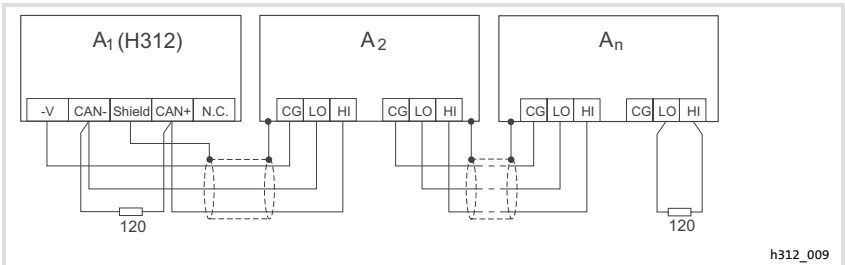 A1 (H312)
A2
An
-V CAN- Shield CAN+ N.C.
CG LO HI
CG LO HI
CG LO HI
CG LO HI
120
120
h312_009